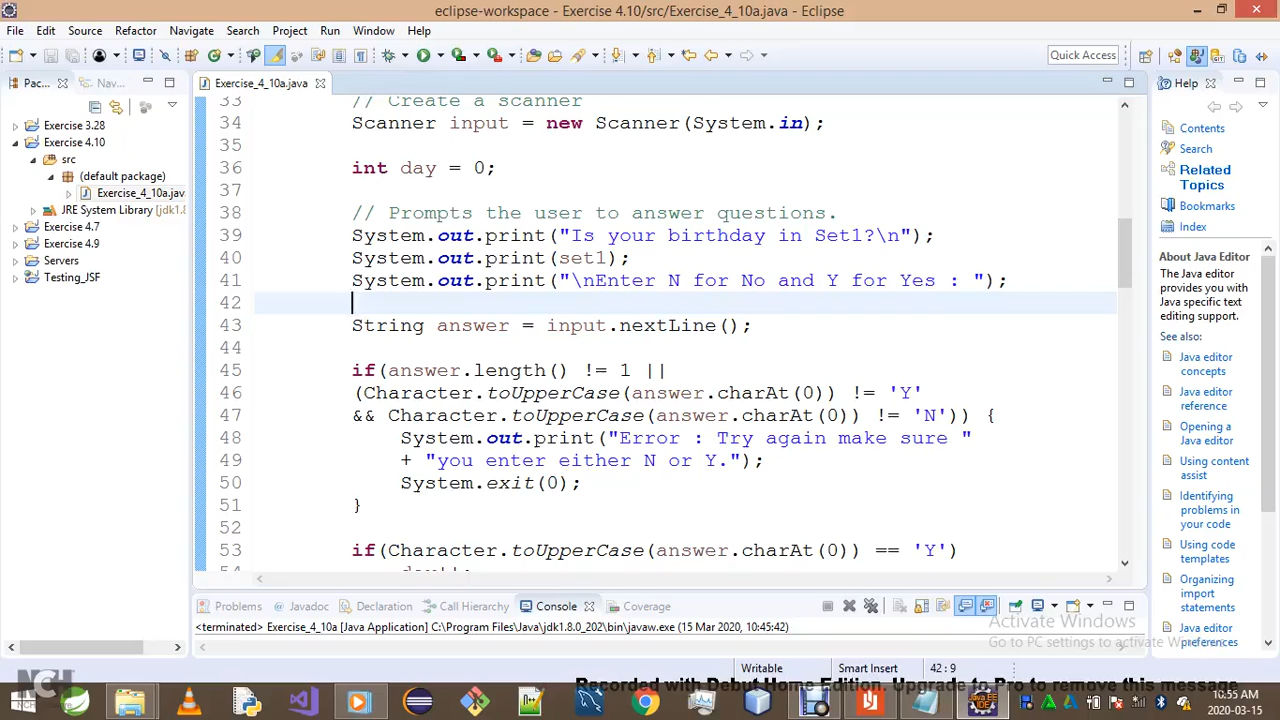 eclipse-workspace - Exercise 4.10/src/Exercise_4_10a.java - Eclipse
File Edit Source Refactor Navigate Search Project Run Window Help
Quick Access
Pac... Nav...
Exercise_4_10a.java
Help
Exercise 3.28
Exercise 4.10
src
(default package)
Exercise_4_10a.jav
JRE System Library [jdk1.8
Exercise 4.7
Exercise 4.9
Servers
Testing_JSF
33 // Create a scanner
34 Scanner input = new Scanner(System.in);
35
36 int day = 0;
37
38 // Prompts the user to answer questions.
39 System.out.print("Is your birthday in Set1?\n");
40 System.out.print(set1);
41 System.out.print("\nEnter N for No and Y for Yes : ");
42
43 String answer = input.nextLine();
44
45 if(answer.length() != 1 ||
46 (Character.toUpperCase(answer.charAt(0)) != 'Y'
47 && Character.toUpperCase(answer.charAt(0)) != 'N')) {
48 System.out.print("Error : Try again make sure "
49 + "you enter either N or Y.");
50 System.exit(0);
51 }
52
53 if(Character.toUpperCase(answer.charAt(0)) == 'Y')
54 day++;
Contents
Search
Related
Topics
Bookmarks
Index
About Java Editor
The Java editor
provides you with
Java specific text
editing support.
See also:
Java editor
concepts
Java editor
reference
Opening a
Java editor
Using content
assist
Identifying
problems in
your code
Using code
templates
Organizing
import
statements
Java editor
preferences
Problems Javadoc Declaration Call Hierarchy Console Coverage
<terminated> Exercise_4_10a [Java Application] C:\Program Files\Java\jdk1.8.0_202\bin\javaw.exe (15 Mar 2020, 10:45:42)
Activate Windows
Go to PC settings to activate Windows.
Writable Smart Insert 42 : 9
NCH
Recorded with Debut Home Edition. Upgrade to Pro to remove this message
10:55 AM
2020-03-15